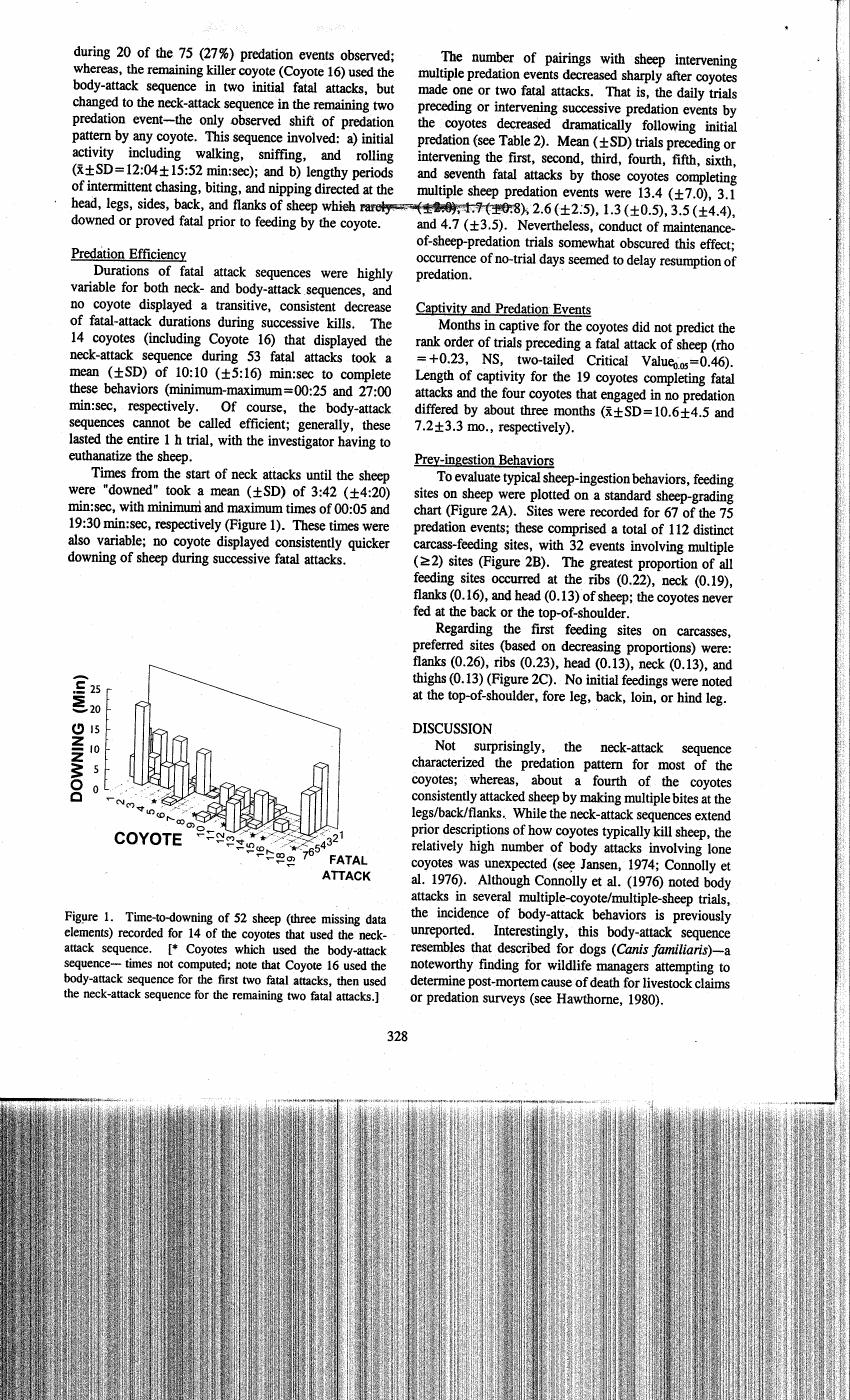 during 20 of the 75 (27%) predation events observed;
whereas, the remaining killer coyote (Coyote 16) used the
body-attack sequence in two initial fatal attacks, but
changed to the neck-attack sequence in the remaining two
predation event—the only observed shift of predation
pattern by any coyote. This sequence involved: a) initial
activity including walking, sniffing, and rolling
(x̄±SD=12:04±15:52 min:sec); and b) lengthy periods
of intermittent chasing, biting, and nipping directed at the
head, legs, sides, back, and flanks of sheep which rarely
downed or proved fatal prior to feeding by the coyote.
Predation Efficiency
Durations of fatal attack sequences were highly
variable for both neck- and body-attack sequences, and
no coyote displayed a transitive, consistent decrease
of fatal-attack durations during successive kills. The
14 coyotes (including Coyote 16) that displayed the
neck-attack sequence during 53 fatal attacks took a
mean (±SD) of 10:10 (±5:16) min:sec to complete
these behaviors (minimum-maximum=00:25 and 27:00
min:sec, respectively. Of course, the body-attack
sequences cannot be called efficient; generally, these
lasted the entire 1 h trial, with the investigator having to
euthanatize the sheep.
Times from the start of neck attacks until the sheep
were "downed" took a mean (±SD) of 3:42 (±4:20)
min:sec, with minimum and maximum times of 00:05 and
19:30 min:sec, respectively (Figure 1). These times were
also variable; no coyote displayed consistently quicker
downing of sheep during successive fatal attacks.
DOWNING (Min)
25
20
15
10
5
0
1 2 3 4 5 6 7 8 9 10 11 12 13 14 15 16 17 18 19
* * * * *
COYOTE
7 6 5 4 3 2 1
FATAL
ATTACK
Figure 1. Time-to-downing of 52 sheep (three missing data
elements) recorded for 14 of the coyotes that used the neck-
attack sequence. [* Coyotes which used the body-attack
sequence— times not computed; note that Coyote 16 used the
body-attack sequence for the first two fatal attacks, then used
the neck-attack sequence for the remaining two fatal attacks.]
The number of pairings with sheep intervening
multiple predation events decreased sharply after coyotes
made one or two fatal attacks. That is, the daily trials
preceding or intervening successive predation events by
the coyotes decreased dramatically following initial
predation (see Table 2). Mean (±SD) trials preceding or
intervening the first, second, third, fourth, fifth, sixth,
and seventh fatal attacks by those coyotes completing
multiple sheep predation events were 13.4 (±7.0), 3.1
1.7 (±0.8), 2.6 (±2.5), 1.3 (±0.5), 3.5 (±4.4),
and 4.7 (±3.5). Nevertheless, conduct of maintenance-
of-sheep-predation trials somewhat obscured this effect;
occurrence of no-trial days seemed to delay resumption of
predation.
Captivity and Predation Events
Months in captive for the coyotes did not predict the
rank order of trials preceding a fatal attack of sheep (rho
=+0.23, NS, two-tailed Critical Value0.05=0.46).
Length of captivity for the 19 coyotes completing fatal
attacks and the four coyotes that engaged in no predation
differed by about three months (x̄±SD=10.6±4.5 and
7.2±3.3 mo., respectively).
Prey-ingestion Behaviors
To evaluate typical sheep-ingestion behaviors, feeding
sites on sheep were plotted on a standard sheep-grading
chart (Figure 2A). Sites were recorded for 67 of the 75
predation events; these comprised a total of 112 distinct
carcass-feeding sites, with 32 events involving multiple
(≥2) sites (Figure 2B). The greatest proportion of all
feeding sites occurred at the ribs (0.22), neck (0.19),
flanks (0.16), and head (0.13) of sheep; the coyotes never
fed at the back or the top-of-shoulder.
Regarding the first feeding sites on carcasses,
preferred sites (based on decreasing proportions) were:
flanks (0.26), ribs (0.23), head (0.13), neck (0.13), and
thighs (0.13) (Figure 2C). No initial feedings were noted
at the top-of-shoulder, fore leg, back, loin, or hind leg.
DISCUSSION
Not surprisingly, the neck-attack sequence
characterized the predation pattern for most of the
coyotes; whereas, about a fourth of the coyotes
consistently attacked sheep by making multiple bites at the
legs/back/flanks. While the neck-attack sequences extend
prior descriptions of how coyotes typically kill sheep, the
relatively high number of body attacks involving lone
coyotes was unexpected (see Jansen, 1974; Connolly et
al. 1976). Although Connolly et al. (1976) noted body
attacks in several multiple-coyote/multiple-sheep trials,
the incidence of body-attack behaviors is previously
unreported. Interestingly, this body-attack sequence
resembles that described for dogs (Canis familiaris)—a
noteworthy finding for wildlife managers attempting to
determine post-mortem cause of death for livestock claims
or predation surveys (see Hawthorne, 1980).
328